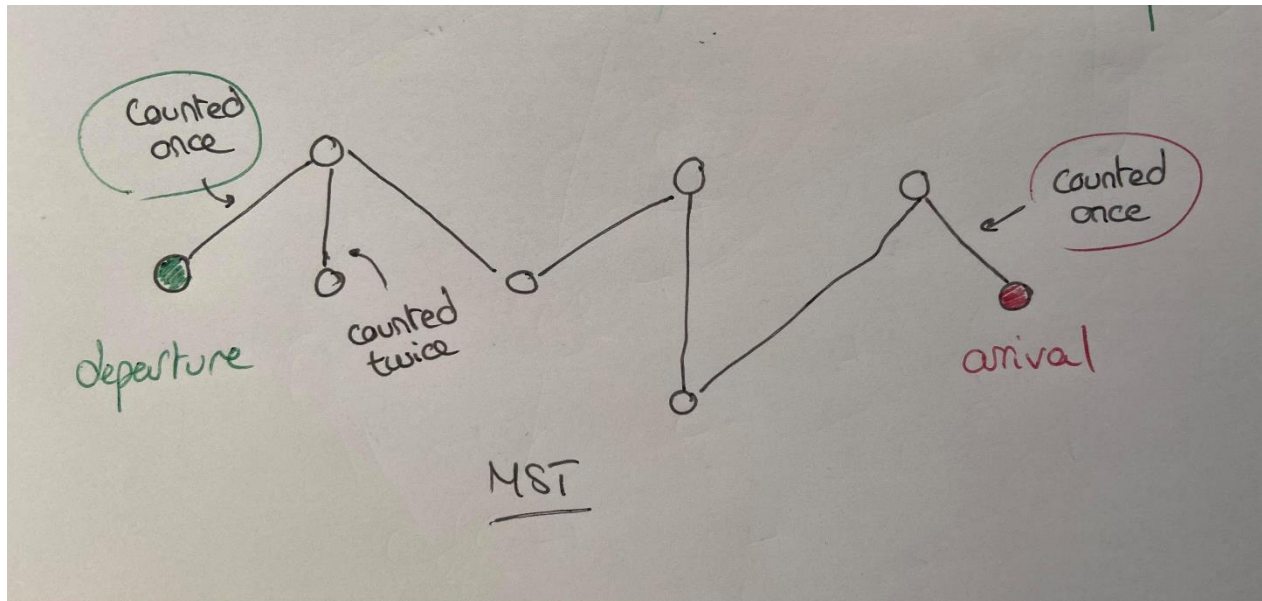 counted
once
counted
once
counted
twice
departure
arrival
MST